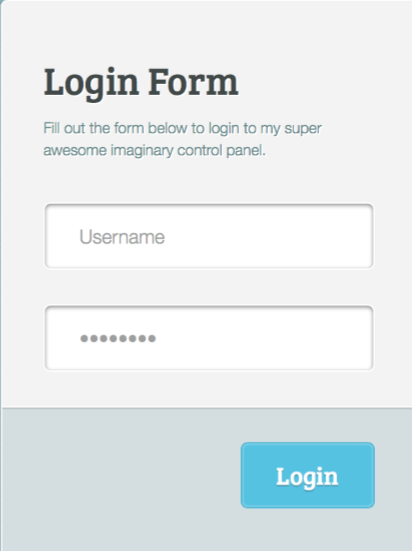 Login Form
Fill out the form below to login to my super
awesome imaginary control panel.
Username
••••••••
Login